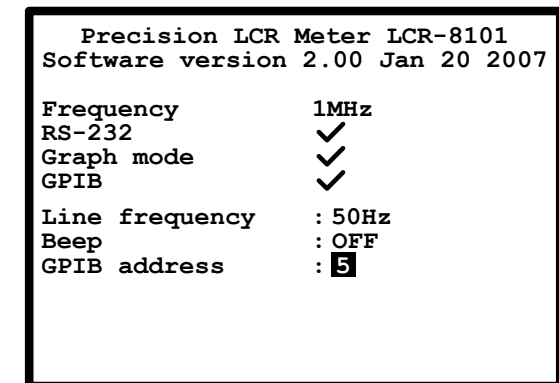 Precision LCR Meter LCR-8101
Software version 2.00 Jan 20 2007
Frequency 1MHz
RS-232 ✓
Graph mode ✓
GPIB ✓
Line frequency : 50Hz
Beep : OFF
GPIB address : 5